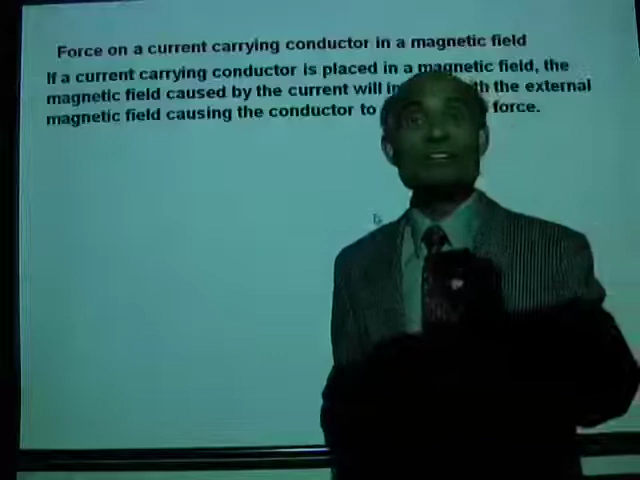 Force on a current carrying conductor in a magnetic field
If a current carrying conductor is placed in a magnetic field, the
magnetic field caused by the current will the external
magnetic field causing the conductor to force.